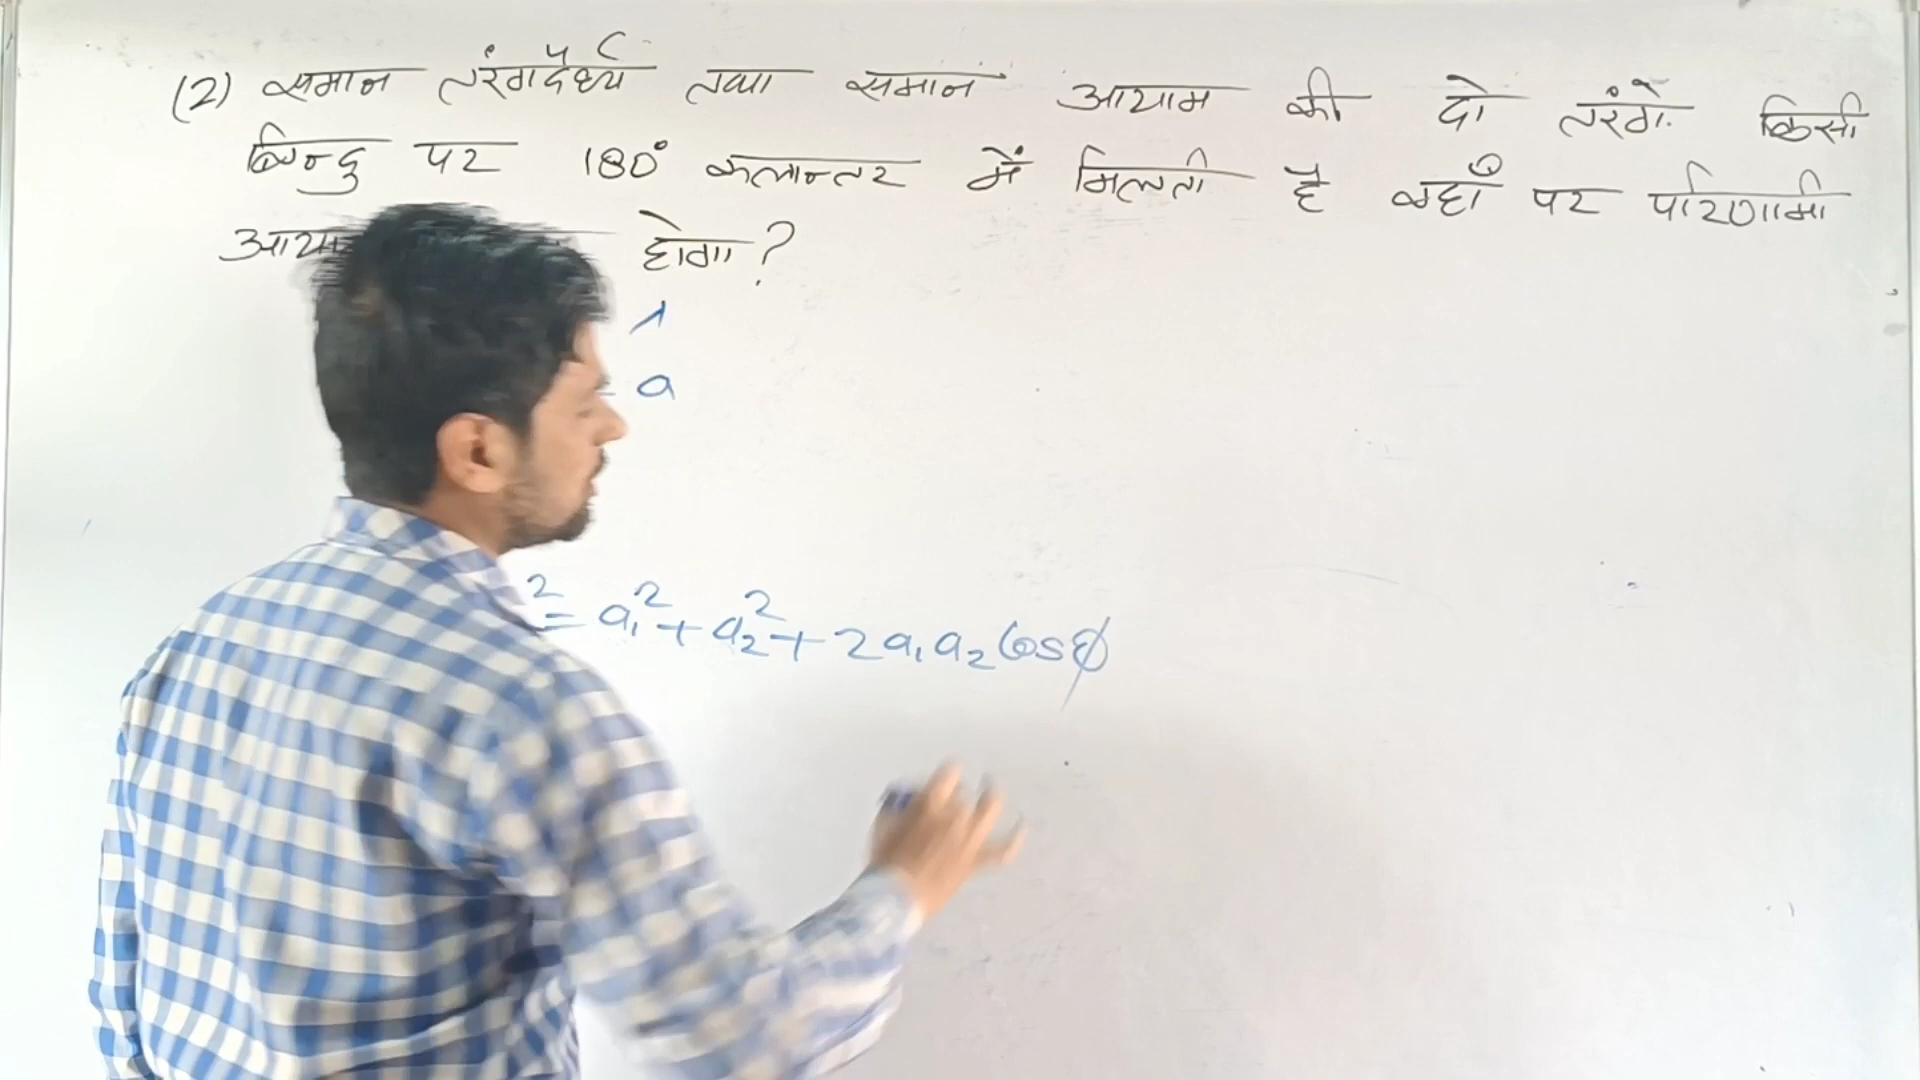 (2) समान तरंगदैर्ध्य तथा समान आयाम की दो तरंगें किसी
बिन्दु पर 180° कलान्तर में मिलती है वहाँ पर परिणामी
होगा?
λ
a
² = a₁² + a₂² + 2a₁a₂ Cosφ